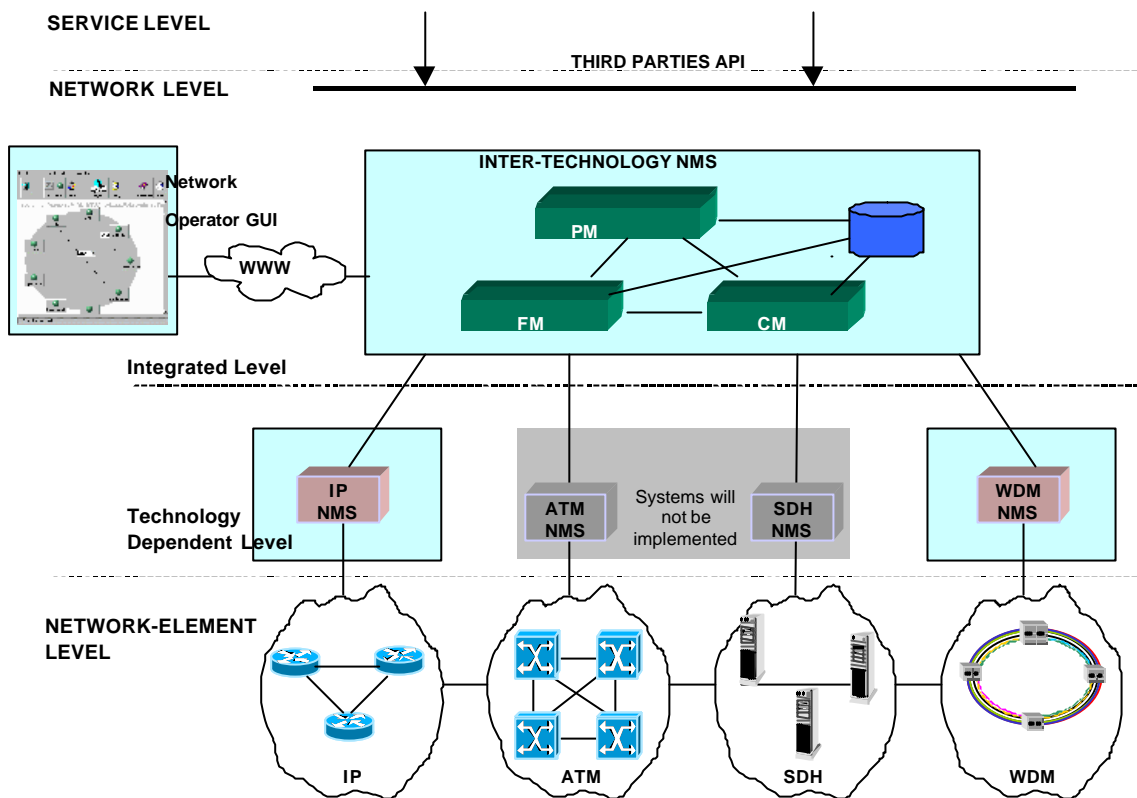 SERVICE LEVEL
THIRD PARTIES API
NETWORK LEVEL
INTER-TECHNOLOGY NMS
Network
Operator GUI
PM
WWW
FM
CM
Integrated Level
IP
NMS
ATM
NMS
Systems will
not be
implemented
SDH
NMS
WDM
NMS
Technology
Dependent Level
NETWORK-ELEMENT
LEVEL
IP
ATM
SDH
WDM